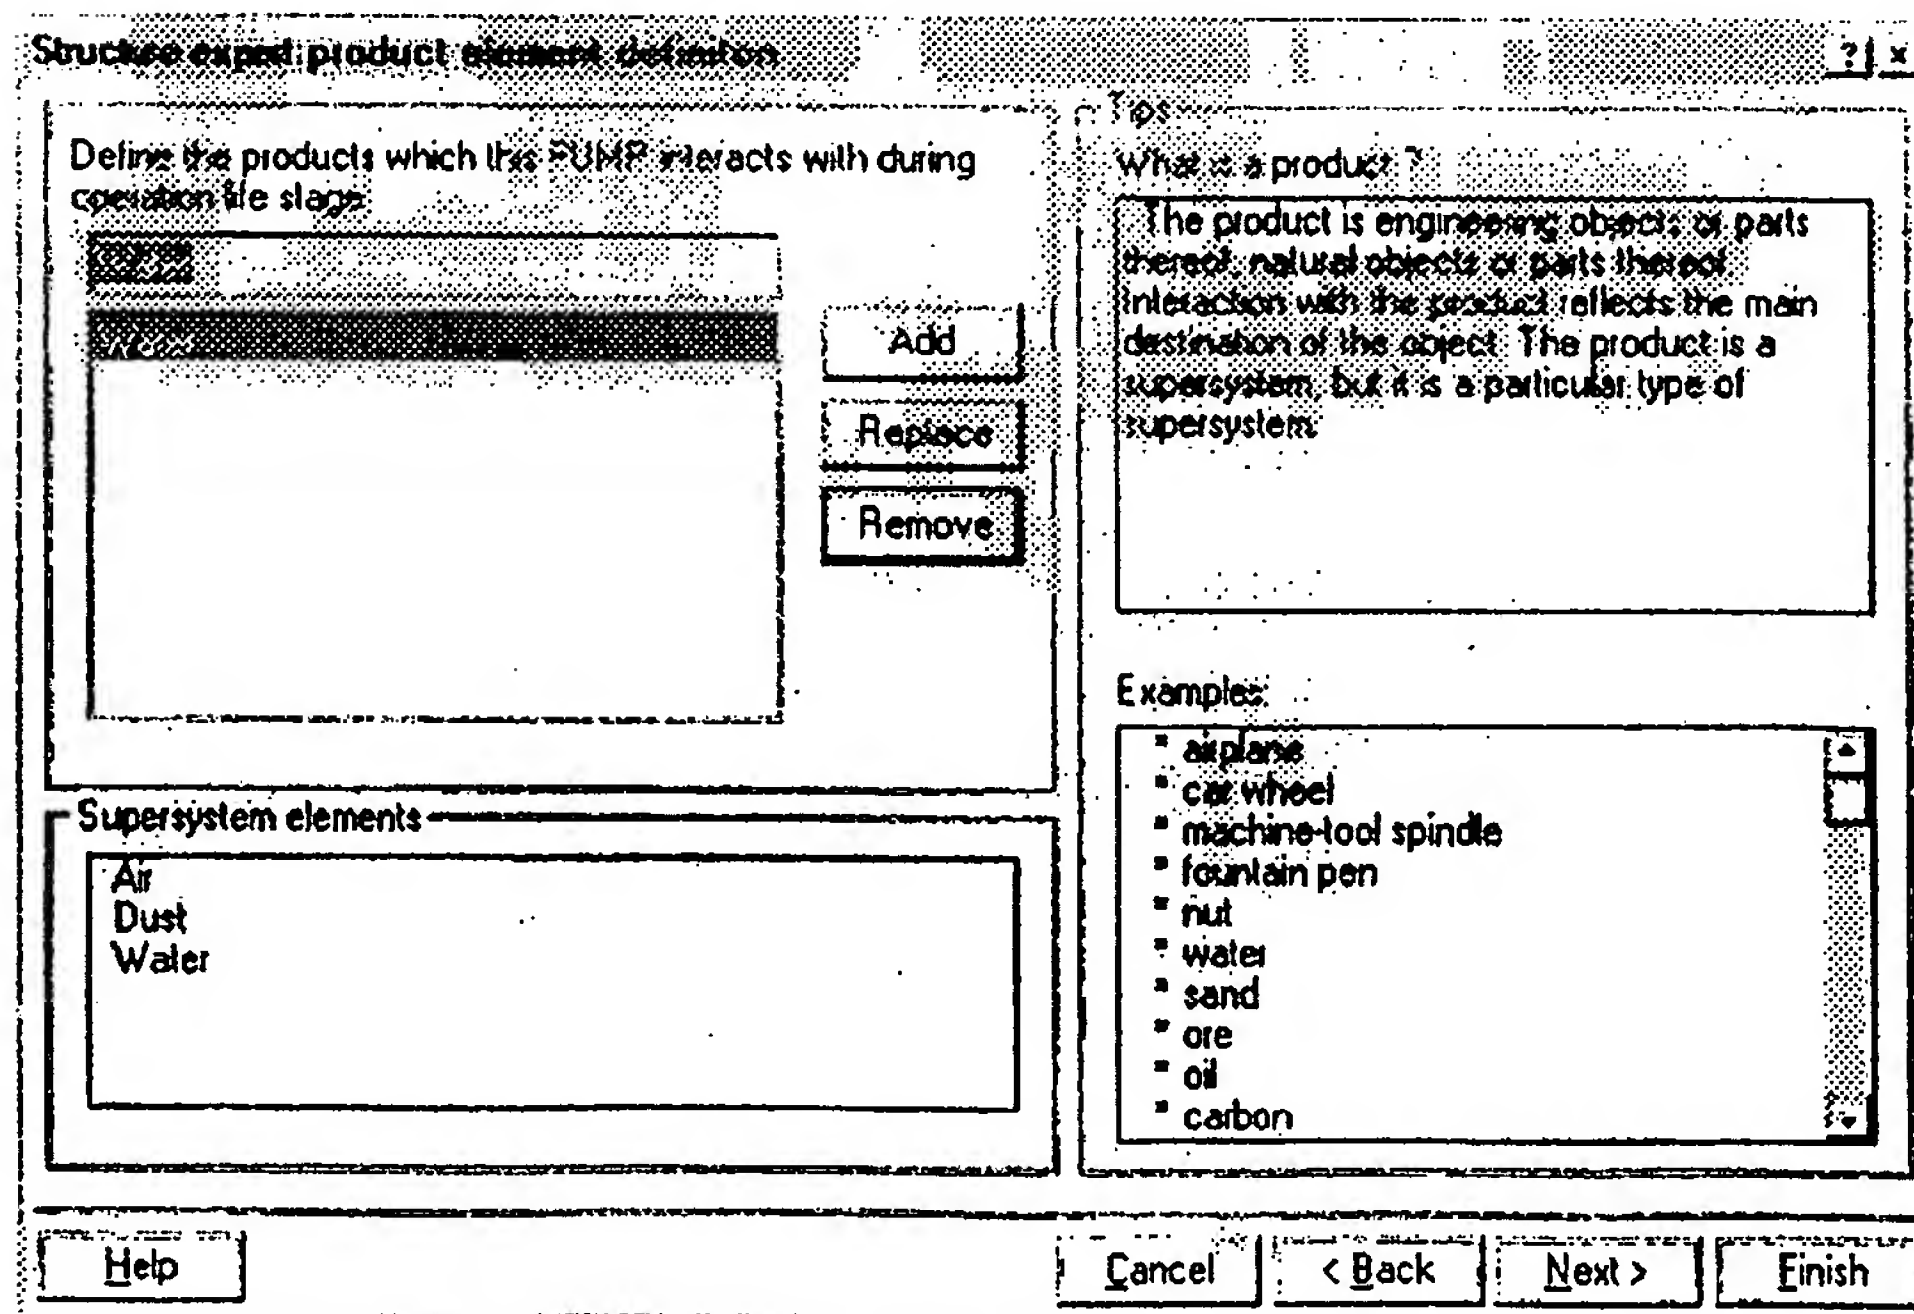 Structure expert: product element definiton
? x
Define the products which this PUMP interacts with during
operation life stage
Add
Replace
Remove
Supersystem elements
Air
Dust
Water
Tips
What is a product ?
The product is engineering objects or parts
thereof, natural objects or parts thereof.
Interaction with the product reflects the main
destination of the object. The product is a
supersystem, but it is a particular type of
supersystem.
Examples:
* airplane
* car wheel
* machine-tool spindle
* fountain pen
* nut
* water
* sand
* ore
* oil
* carbon
Help
Cancel
< Back
Next >
Finish